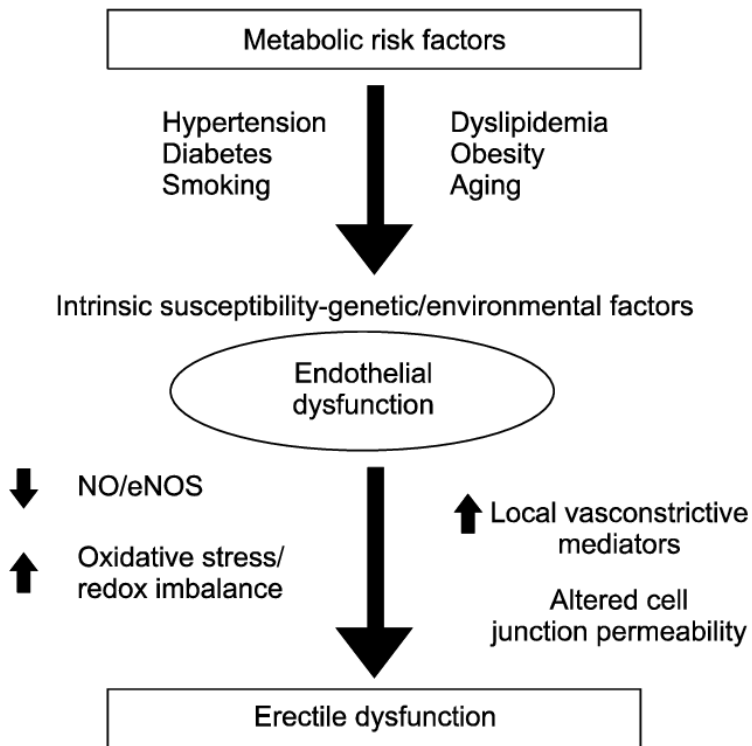 Metabolic risk factors
Hypertension
Diabetes
Smoking
Dyslipidemia
Obesity
Aging
Intrinsic susceptibility-genetic/environmental factors
Endothelial
dysfunction
NO/eNOS
Oxidative stress/
redox imbalance
Local vasconstrictive
mediators
Altered cell
junction permeability
Erectile dysfunction